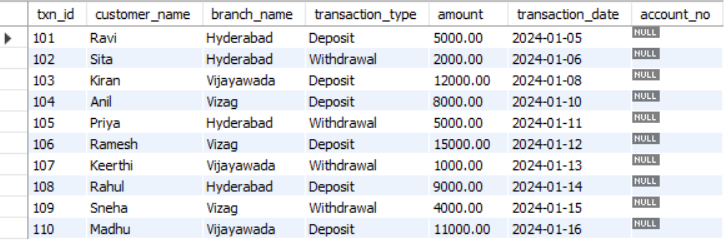 txn_id customer_name branch_name transaction_type amount transaction_date account_no
101 Ravi Hyderabad Deposit 5000.00 2024-01-05 NULL
102 Sita Hyderabad Withdrawal 2000.00 2024-01-06 NULL
103 Kiran Vijayawada Deposit 12000.00 2024-01-08 NULL
104 Anil Vizag Deposit 8000.00 2024-01-10 NULL
105 Priya Hyderabad Withdrawal 5000.00 2024-01-11 NULL
106 Ramesh Vizag Deposit 15000.00 2024-01-12 NULL
107 Keerthi Vijayawada Withdrawal 1000.00 2024-01-13 NULL
108 Rahul Hyderabad Deposit 9000.00 2024-01-14 NULL
109 Sneha Vizag Withdrawal 4000.00 2024-01-15 NULL
110 Madhu Vijayawada Deposit 11000.00 2024-01-16 NULL